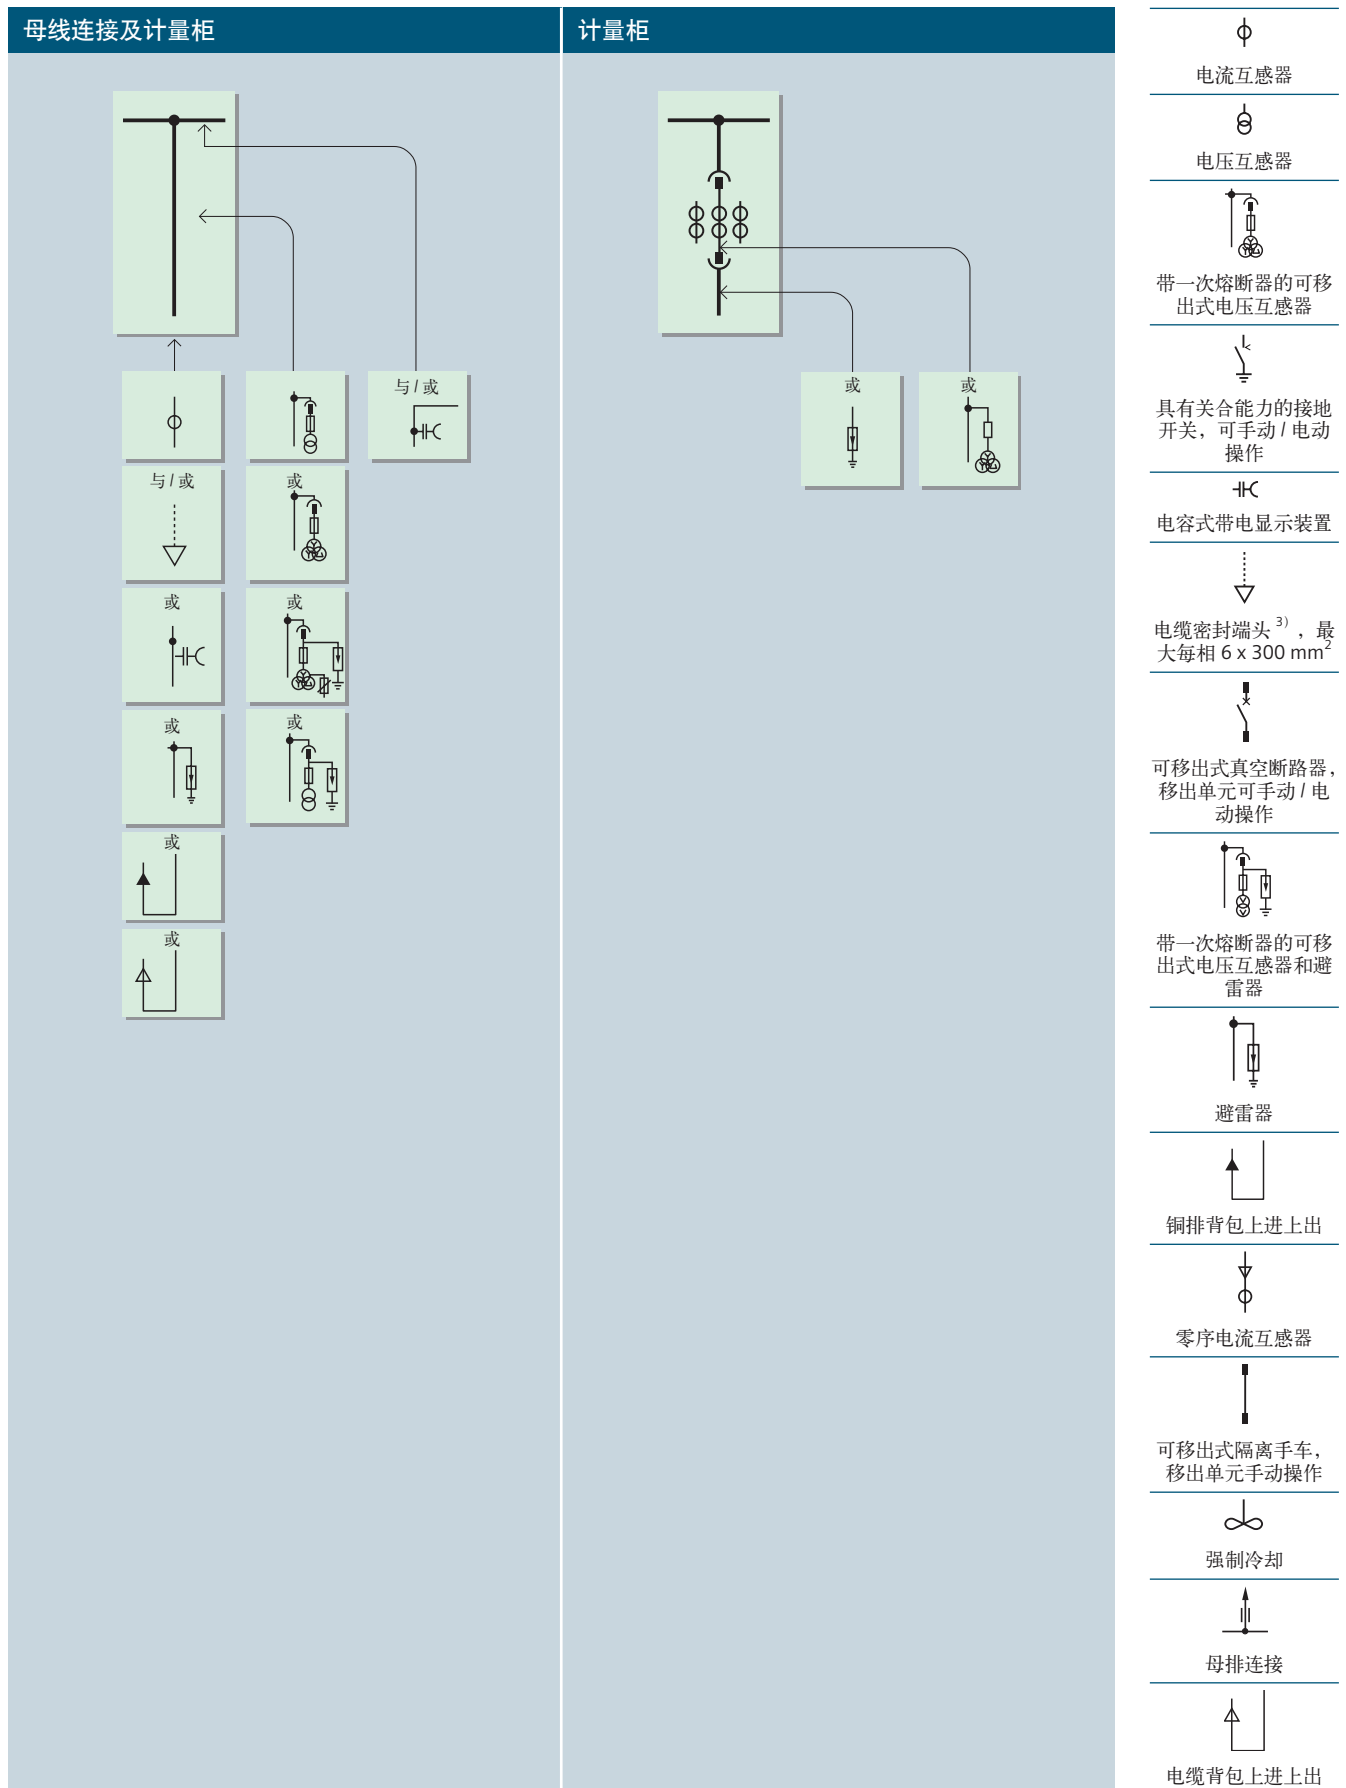 母线连接及计量柜
与 / 或
与 / 或
或
或
或
或
或
或
或
计量柜
或
或
电流互感器
电压互感器
带一次熔断器的可移
出式电压互感器
具有关合能力的接地
开关，可手动 / 电动
操作
电容式带电显示装置
电缆密封端头 3)，最
大每相 6 x 300 mm2
可移出式真空断路器，
移出单元可手动 / 电
动操作
带一次熔断器的可移
出式电压互感器和避
雷器
避雷器
铜排背包上进上出
零序电流互感器
可移出式隔离手车，
移出单元手动操作
强制冷却
母排连接
电缆背包上进上出